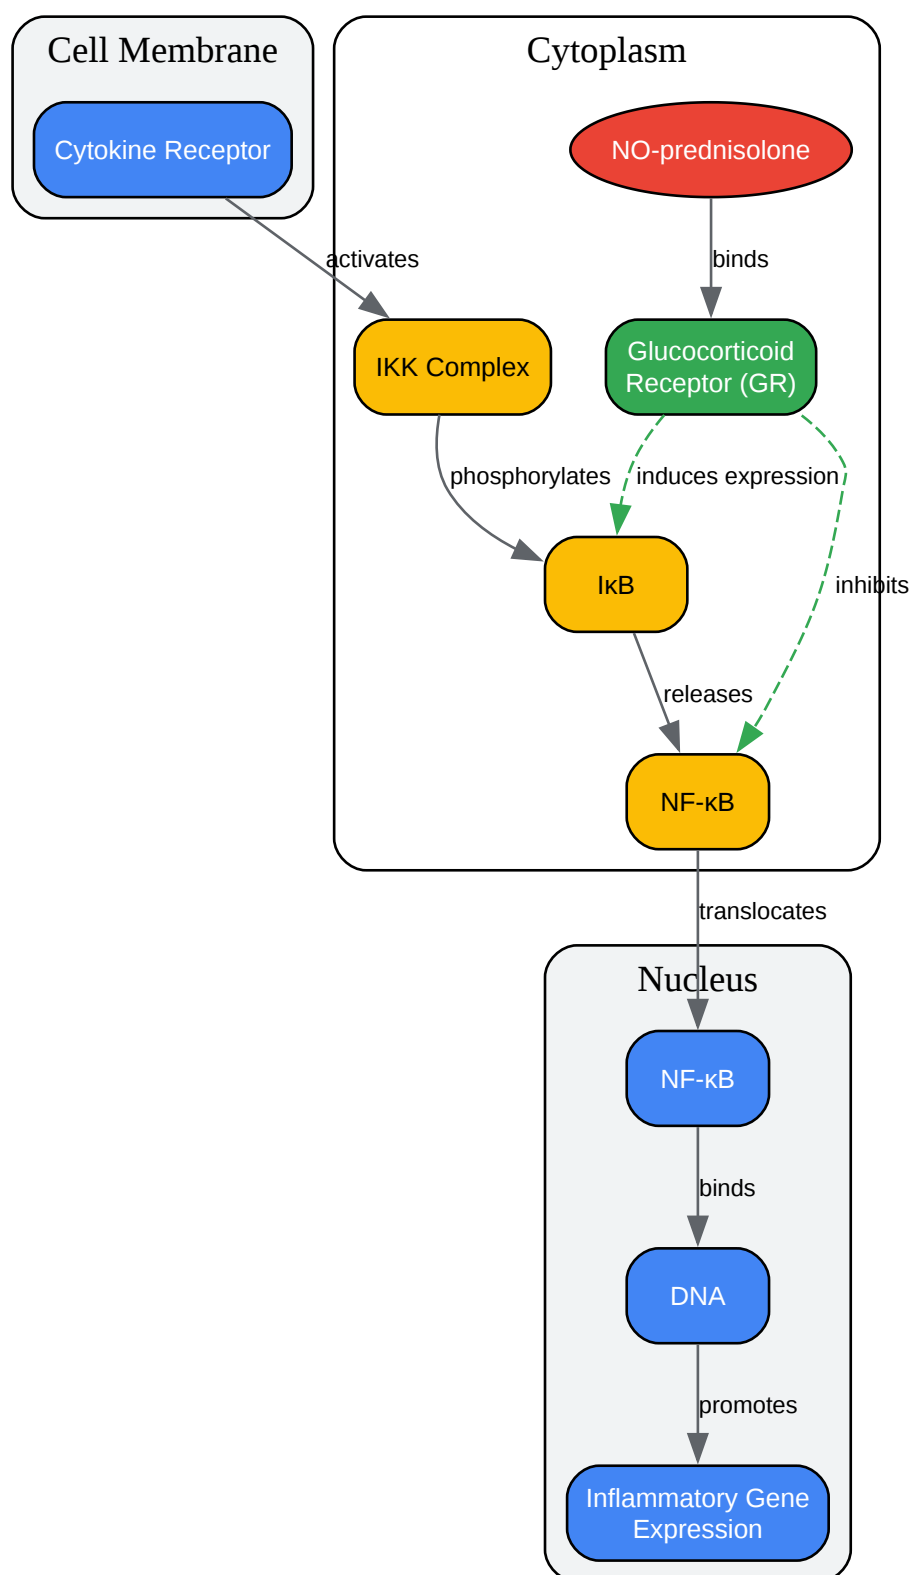 Cell Membrane
Cytoplasm
Cytokine Receptor
NO-prednisolone
activates
binds
IKK Complex
Glucocorticoid
Receptor (GR)
phosphorylates
induces expression
IκB
inhibits
releases
NF-κB
translocates
Nucleus
NF-κB
binds
DNA
promotes
Inflammatory Gene
Expression